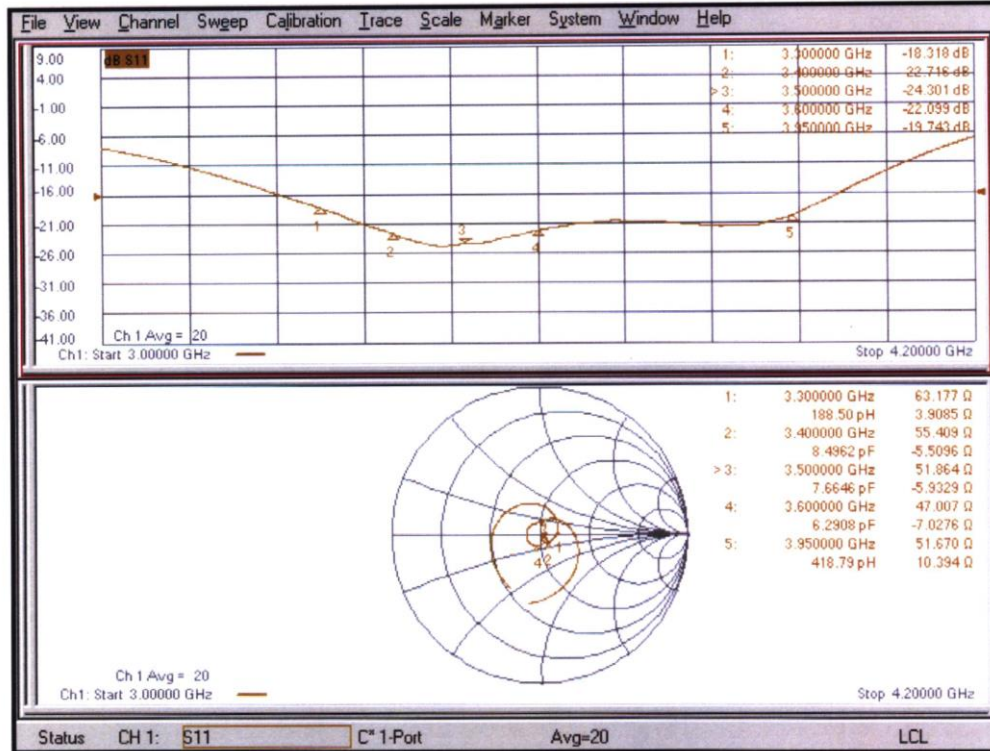 File View Channel Sweep Calibration Trace Scale Marker System Window Help
dB S11
9.00
4.00
-1.00
-6.00
-11.00
-16.00
-21.00
-26.00
-31.00
-36.00
-41.00
1: 3.300000 GHz -18.318 dB
2: 3.400000 GHz -22.716 dB
> 3: 3.500000 GHz -24.301 dB
4: 3.600000 GHz -22.099 dB
5: 3.950000 GHz -19.743 dB
1
2
3
4
5
Ch 1 Avg = 20
Ch1: Start 3.00000 GHz
Stop 4.20000 GHz
1: 3.300000 GHz 63.177 Ω
188.50 pH 3.9085 Ω
2: 3.400000 GHz 55.409 Ω
8.4962 pF -5.5096 Ω
> 3: 3.500000 GHz 51.864 Ω
7.6646 pF -5.9329 Ω
4: 3.600000 GHz 47.007 Ω
6.2908 pF -7.0276 Ω
5: 3.950000 GHz 51.670 Ω
418.79 pH 10.394 Ω
1
4 2
Ch 1 Avg = 20
Ch1: Start 3.00000 GHz
Stop 4.20000 GHz
Status CH 1: S11 C* 1-Port Avg=20 LCL